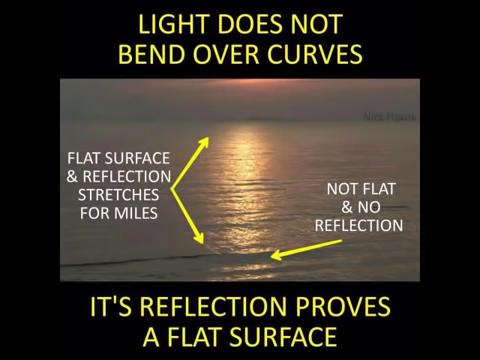 LIGHT DOES NOT
BEND OVER CURVES
FLAT SURFACE
& REFLECTION
STRETCHES
FOR MILES
NOT FLAT
& NO
REFLECTION
IT'S REFLECTION PROVES
A FLAT SURFACE